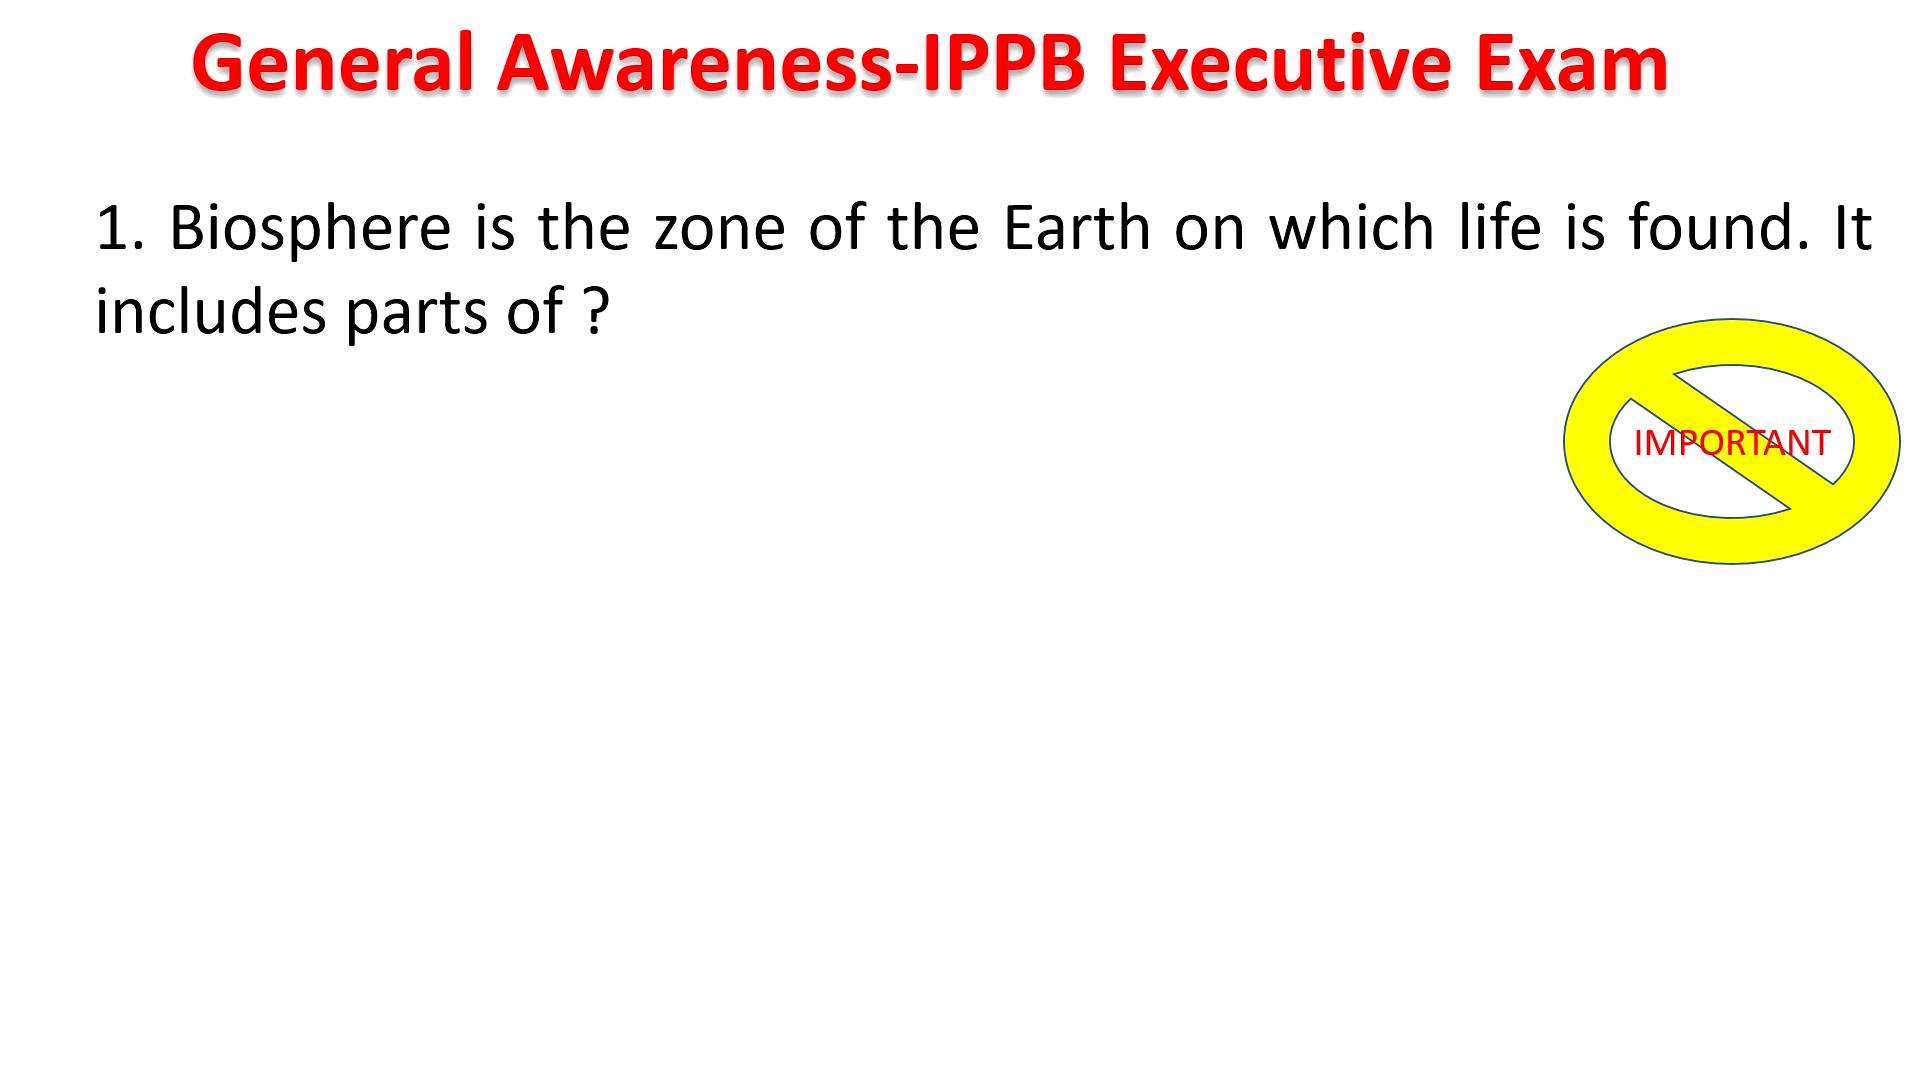 General Awareness-IPPB Executive Exam
1. Biosphere is the zone of the Earth on which life is found. It
includes parts of ?
IMPORTANT